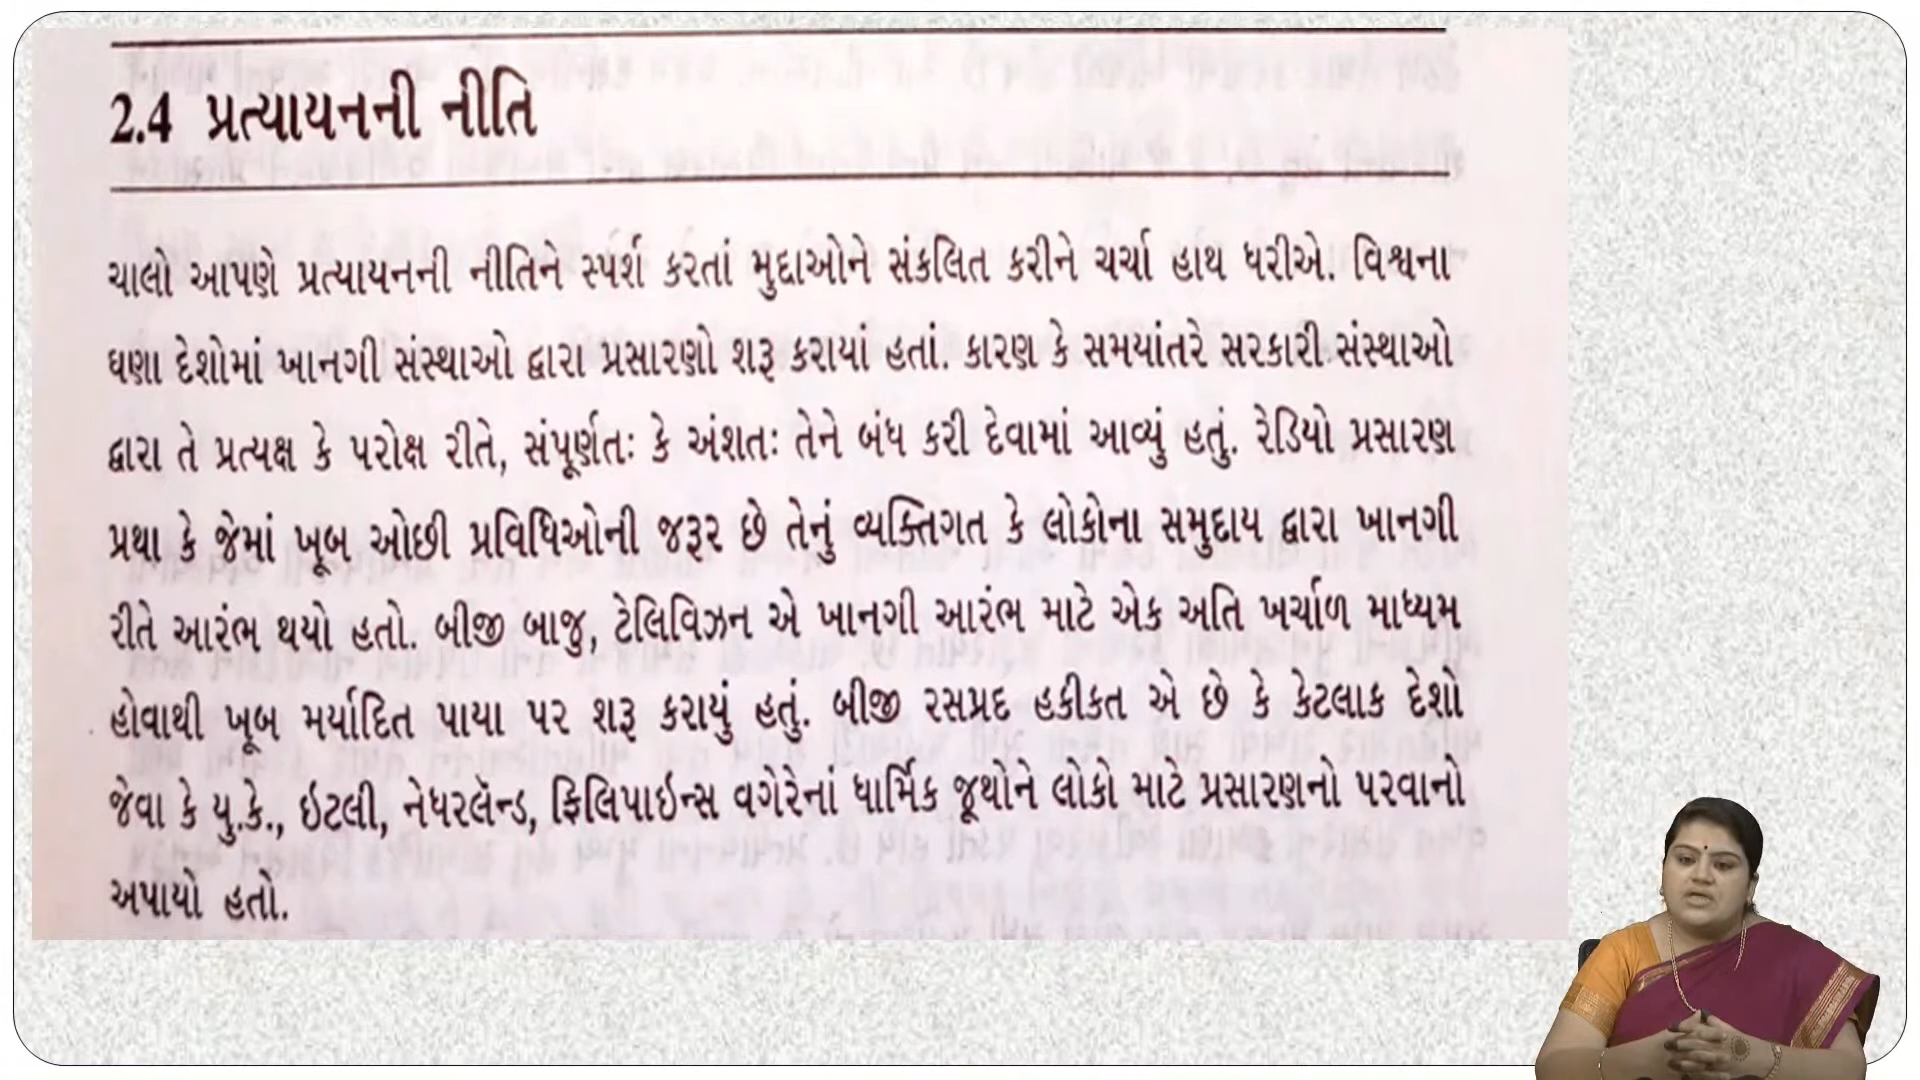 2.4 પ્રત્યાયનની નીતિ
ચાલો આપણે પ્રત્યાયનની નીતિને સ્પર્શ કરતાં મુદ્દાઓને સંકલિત કરીને ચર્ચા હાથ ધરીએ. વિશ્વના
ઘણા દેશોમાં ખાનગી સંસ્થાઓ દ્વારા પ્રસારણો શરૂ કરાયાં હતાં. કારણ કે સમયાંતરે સરકારી સંસ્થાઓ
દ્વારા તે પ્રત્યક્ષ કે પરોક્ષ રીતે, સંપૂર્ણતઃ કે અંશતઃ તેને બંધ કરી દેવામાં આવ્યું હતું. રેડિયો પ્રસારણ
પ્રથા કે જેમાં ખૂબ ઓછી પ્રવિધિઓની જરૂર છે તેનું વ્યક્તિગત કે લોકોના સમુદાય દ્વારા ખાનગી
રીતે આરંભ થયો હતો. બીજી બાજુ, ટેલિવિઝન એ ખાનગી આરંભ માટે એક અતિ ખર્ચાળ માધ્યમ
હોવાથી ખૂબ મર્યાદિત પાયા પર શરૂ કરાયું હતું. બીજી રસપ્રદ હકીકત એ છે કે કેટલાક દેશો
જેવા કે યુ.કે., ઇટલી, નેધરલૅન્ડ, ફિલિપાઇન્સ વગેરેનાં ધાર્મિક જૂથોને લોકો માટે પ્રસારણનો પરવાનો
અપાયો હતો.